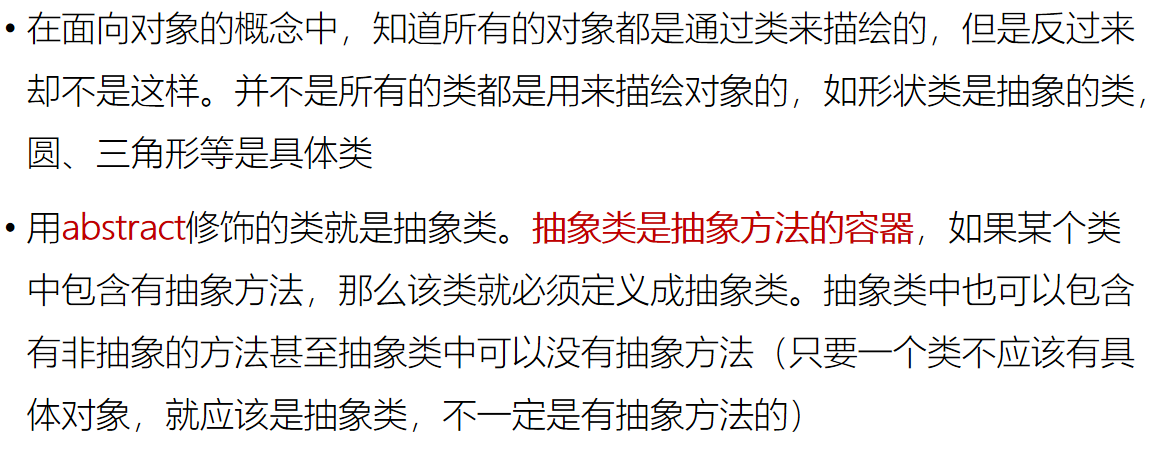 • 在面向对象的概念中，知道所有的对象都是通过类来描绘的，但是反过来
却不是这样。并不是所有的类都是用来描绘对象的，如形状类是抽象的类，
圆、三角形等是具体类
• 用abstract修饰的类就是抽象类。抽象类是抽象方法的容器，如果某个类
中包含有抽象方法，那么该类就必须定义成抽象类。抽象类中也可以包含
有非抽象的方法甚至抽象类中可以没有抽象方法（只要一个类不应该有具
体对象，就应该是抽象类，不一定是有抽象方法的）